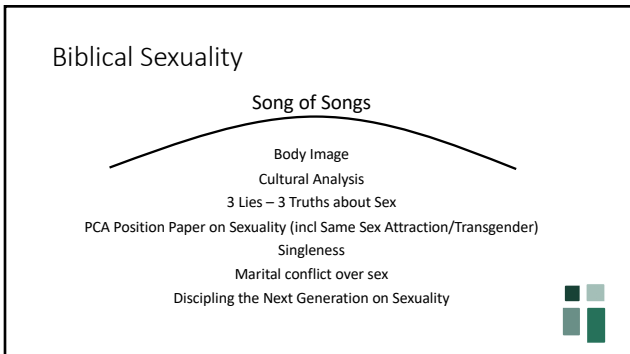 Biblical Sexuality
Song of Songs
Body Image
Cultural Analysis
3 Lies – 3 Truths about Sex
PCA Position Paper on Sexuality (incl Same Sex Attraction/Transgender)
Singleness
Marital conflict over sex
Discipling the Next Generation on Sexuality